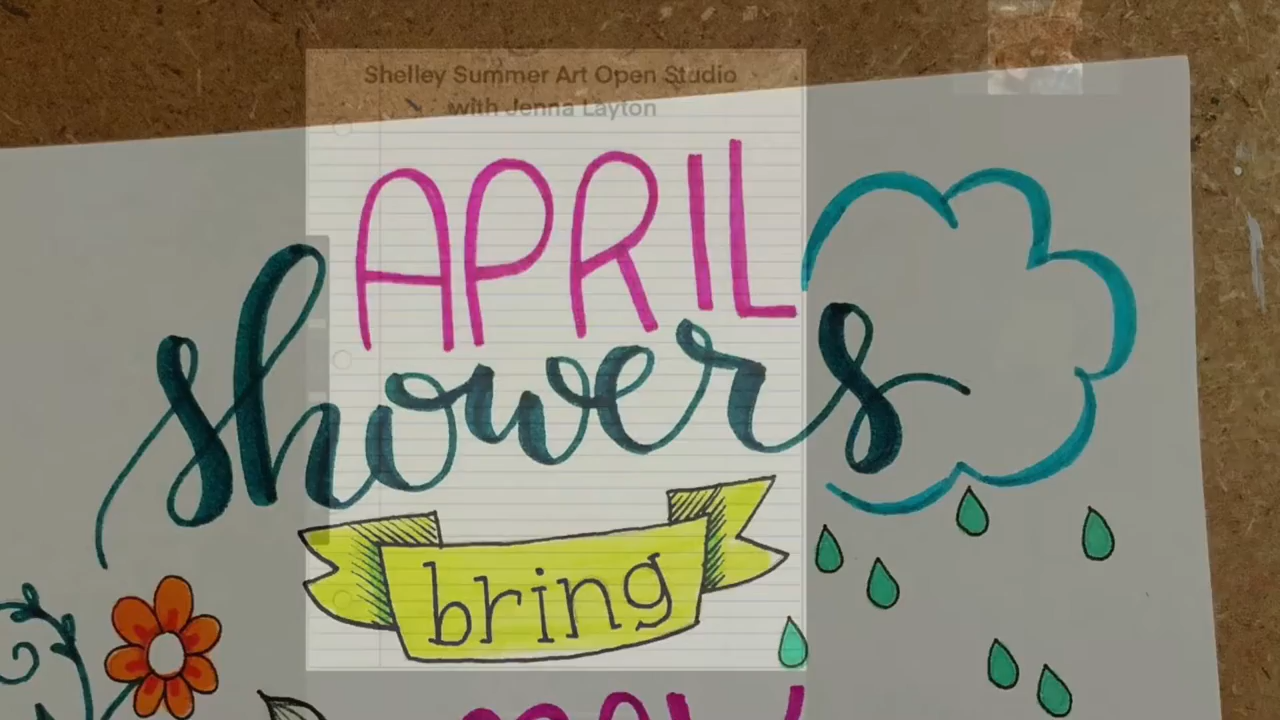 Shelley Summer Art Open Studio
with Jenna Layton
APRIL
showers
bring